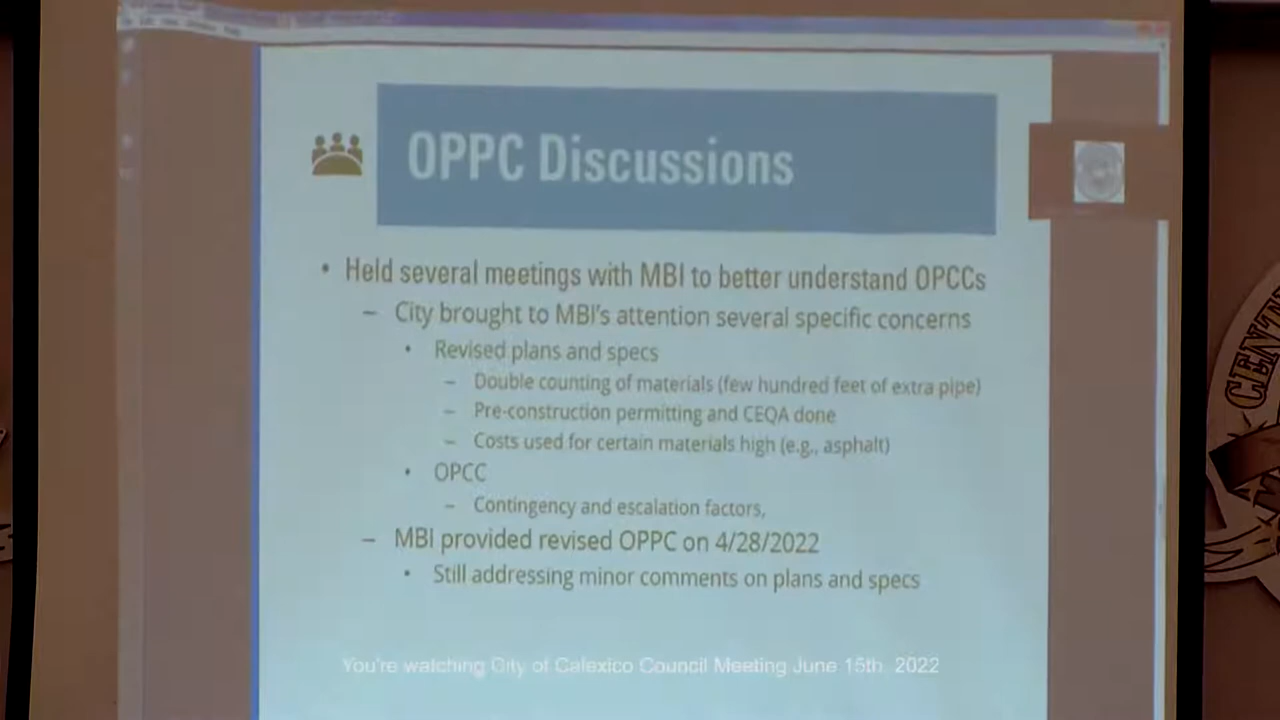 OPPC Discussions
• Held several meetings with MBI to better understand OPCCs
– City brought to MBI's attention several specific concerns
• Revised plans and specs
– Double counting of materials (few hundred feet of extra pipe)
– Pre-construction permitting and CEQA done
– Costs used for certain materials high (e.g., asphalt)
• OPCC
– Contingency and escalation factors,
– MBI provided revised OPPC on 4/28/2022
• Still addressing minor comments on plans and specs
You're watching City of Calexico Council Meeting June 15th, 2022